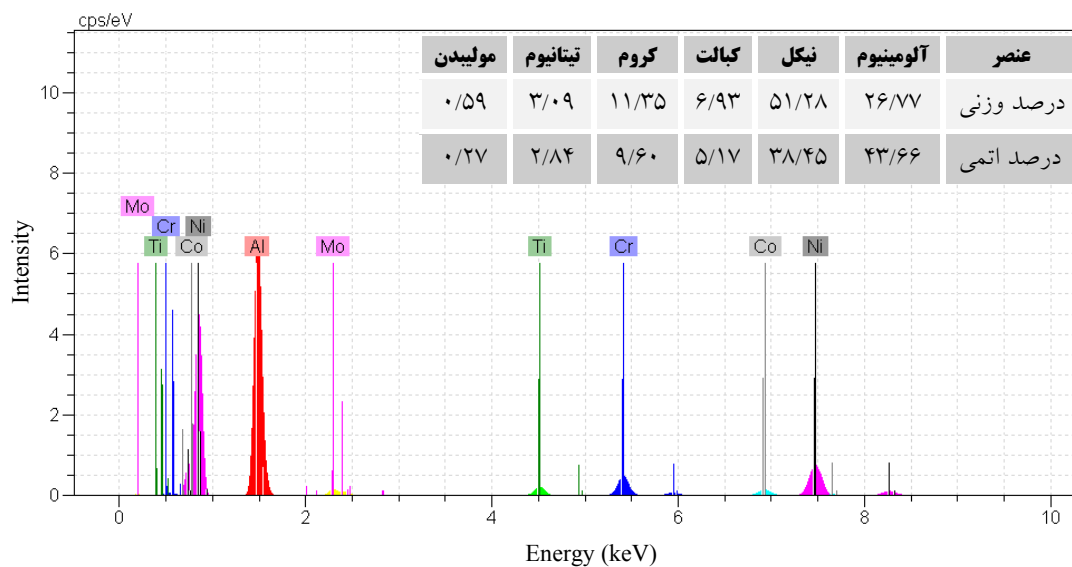 cps/eV
عنصر آلومینیوم نیکل کبالت کروم تیتانیوم مولیبدن
درصد وزنی ۲۶/۷۷ ۵۱/۲۸ ۶/۹۳ ۱۱/۳۵ ۳/۰۹ ۰/۵۹
درصد اتمی ۴۳/۶۶ ۳۸/۴۵ ۵/۱۷ ۹/۶۰ ۲/۸۴ ۰/۲۷
10
8
6
4
2
0
Intensity
Mo
Cr Ni
Ti Co Al Mo Ti Cr Co Ni
0 2 4 6 8 10
Energy (keV)